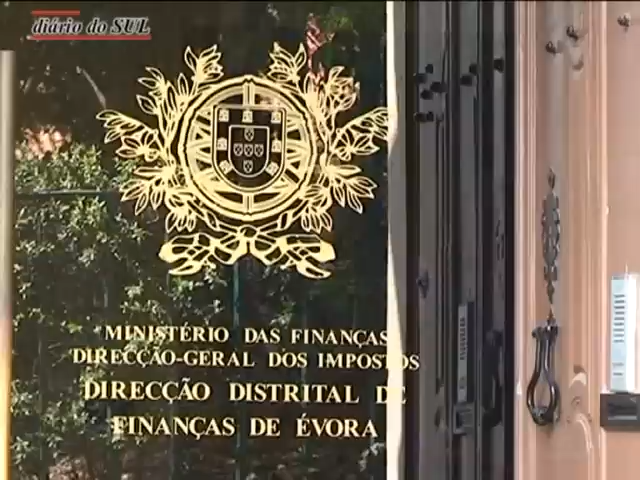 diário do SUL
MINISTÉRIO DAS FINANÇAS
DIRECÇÃO-GERAL DOS IMPOSTOS
DIRECÇÃO DISTRITAL DE
FINANÇAS DE ÉVORA